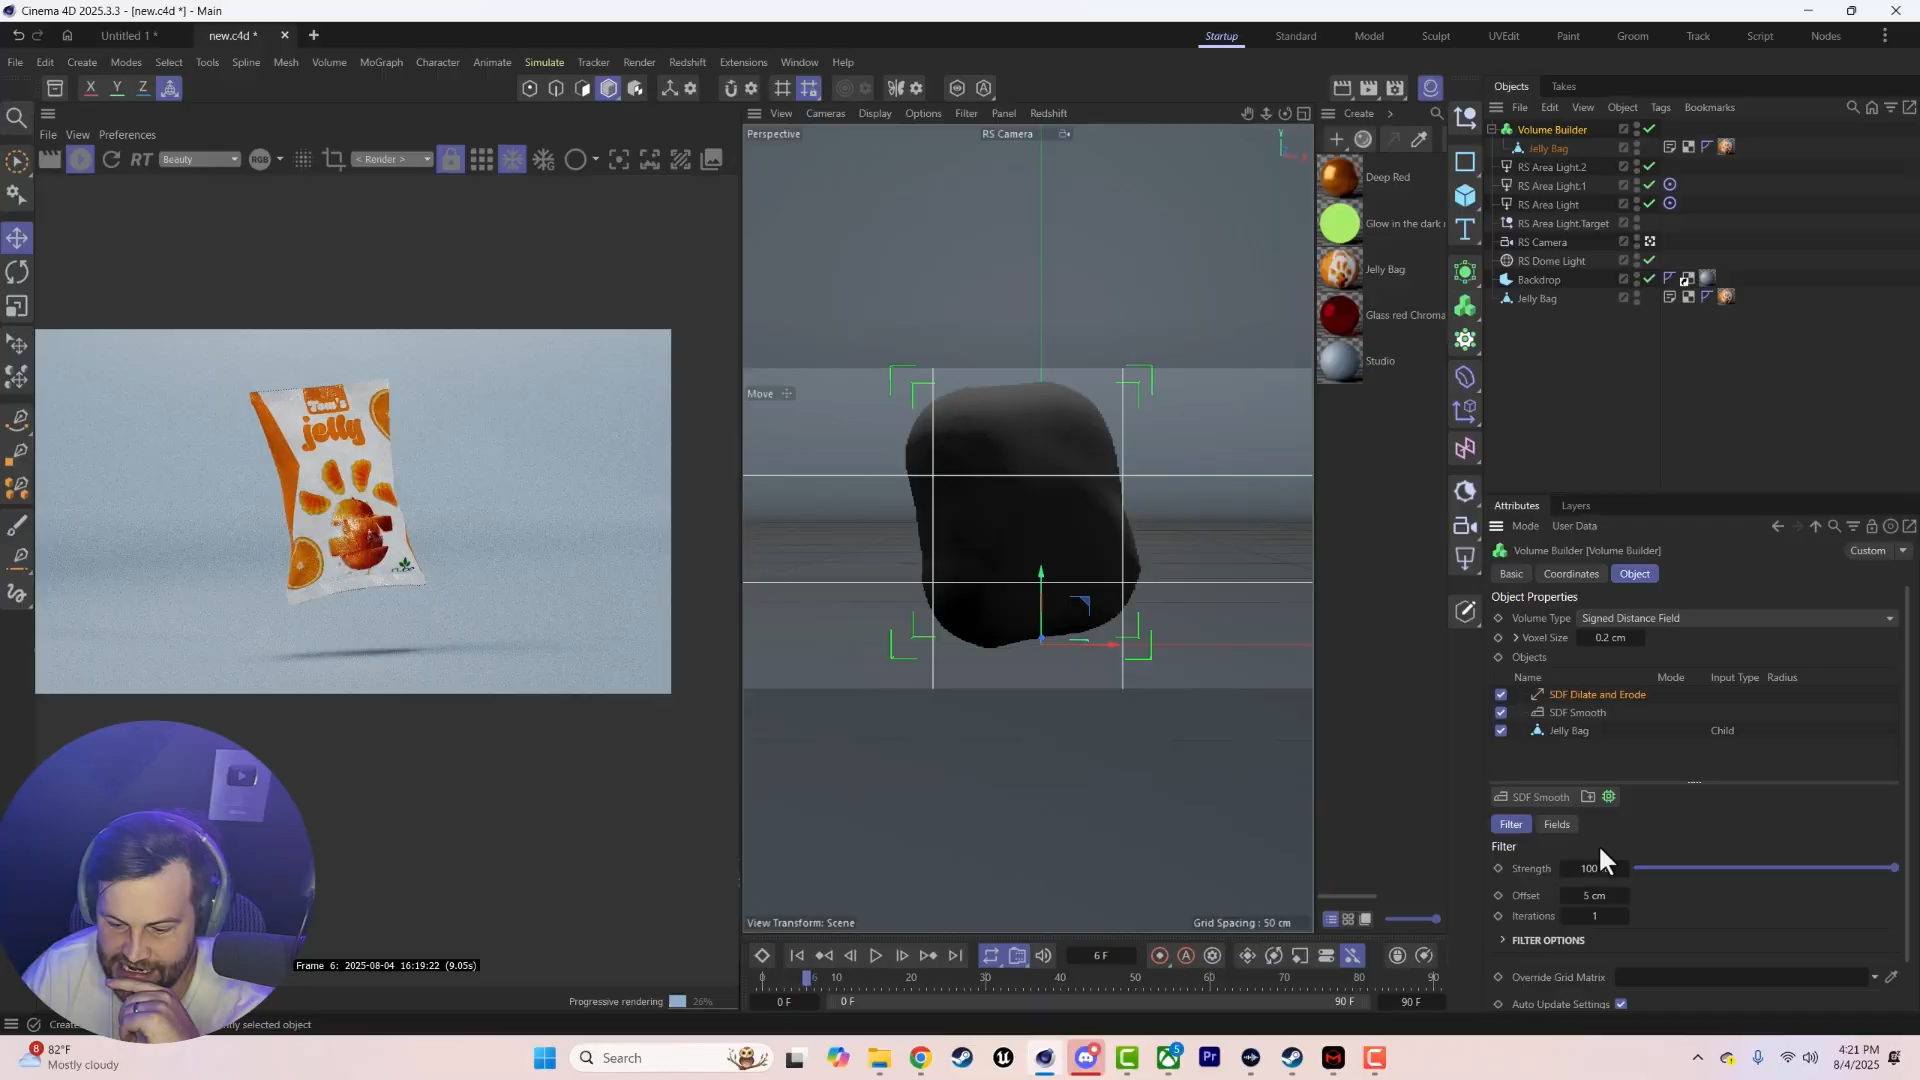 Cinema 4D 2025.3.3 - [new.c4d *] - Main
Untitled 1 *
new.c4d *
Startup
Standard
Model
Sculpt
UVEdit
Paint
Groom
Track
Script
Nodes
File Edit Create Modes Select Tools Spline Mesh Volume MoGraph Character Animate Simulate Tracker Render Redshift Extensions Window Help
X Y Z
File View Preferences
RT Beauty RGB < Render >
View Cameras Display Options Filter Panel Redshift
Perspective
RS Camera
Y
Move
Tom's
jelly
View Transform: Scene
Grid Spacing : 50 cm
Create
Deep Red
Glow in the dark
Jelly Bag
Glass red Chroma
Studio
Objects Takes
File Edit View Object Tags Bookmarks
Volume Builder
Jelly Bag
RS Area Light.2
RS Area Light.1
RS Area Light
RS Area Light.Target
RS Camera
RS Dome Light
Backdrop
Jelly Bag
Attributes Layers
Mode User Data
Volume Builder [Volume Builder]
Custom
Basic Coordinates Object
Object Properties
Volume Type Signed Distance Field
Voxel Size 0.2 cm
Objects
Name Mode Input Type Radius
SDF Dilate and Erode
SDF Smooth
Jelly Bag Child
SDF Smooth
Filter Fields
Filter
Strength 100
Offset 5 cm
Iterations 1
FILTER OPTIONS
Override Grid Matrix
Auto Update Settings
Frame 6: 2025-08-04 16:19:22 (9.05s)
Progressive rendering 26%
6 F
0 6 10 20 30 40 50 60 70 80 90
0 F 0 F 90 F 90 F
8
82°F
Mostly cloudy
Search
5
Pr
4:21 PM
8/4/2025